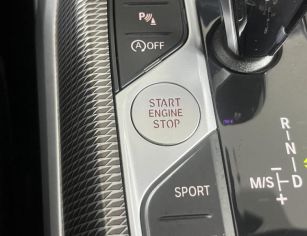 P
A OFF
START
ENGINE
STOP
SPORT
R
N
M/S D
+